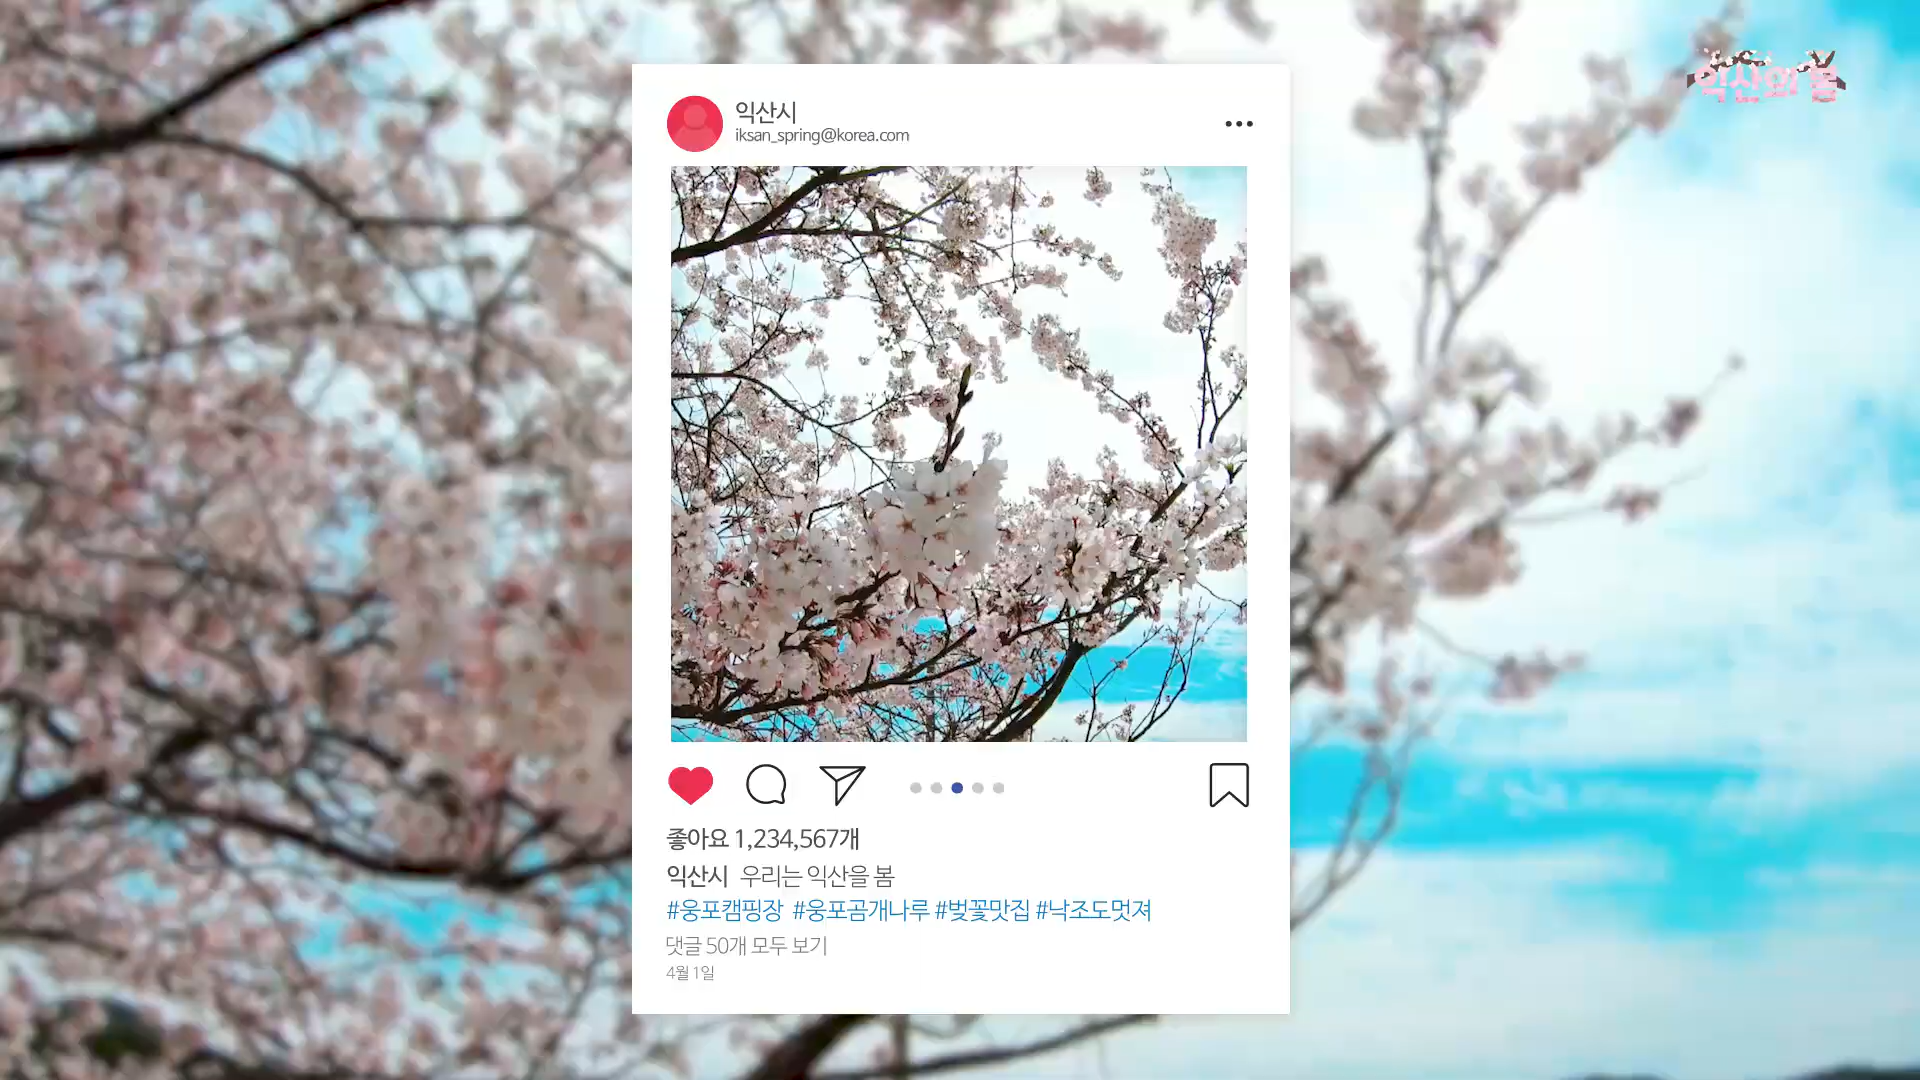 익산의 봄
익산시
iksan_spring@korea.com
좋아요 1,234,567개
익산시 우리는 익산을 봄
#웅포캠핑장 #웅포곰개나루 #벚꽃맛집 #낙조도멋져
댓글 50개 모두 보기
4월 1일